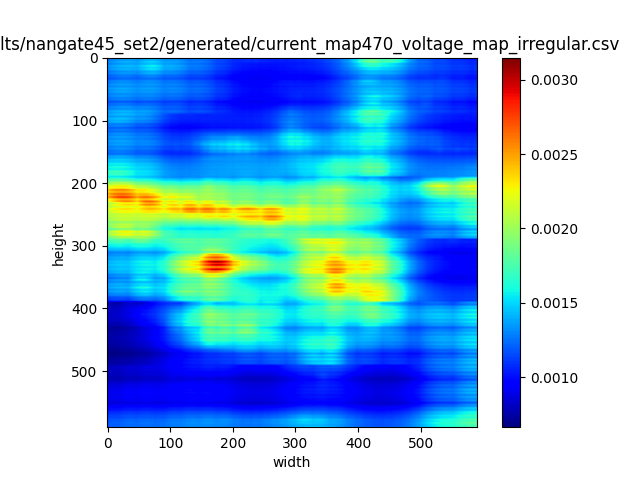 lts/nangate45_set2/generated/current_map470_voltage_map_irregular.csv
0
100
200
300
400
500
height
0 100 200 300 400 500
width
0.0030
0.0025
0.0020
0.0015
0.0010